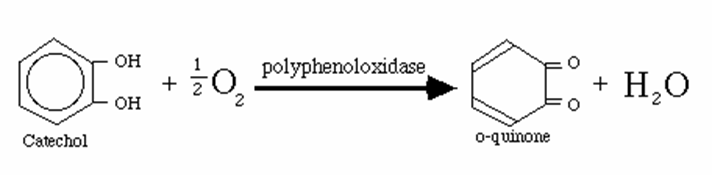 OH
OH
Catechol
+ 1/2 O2
polyphenoloxidase
O
O
o-quinone
+ H2O